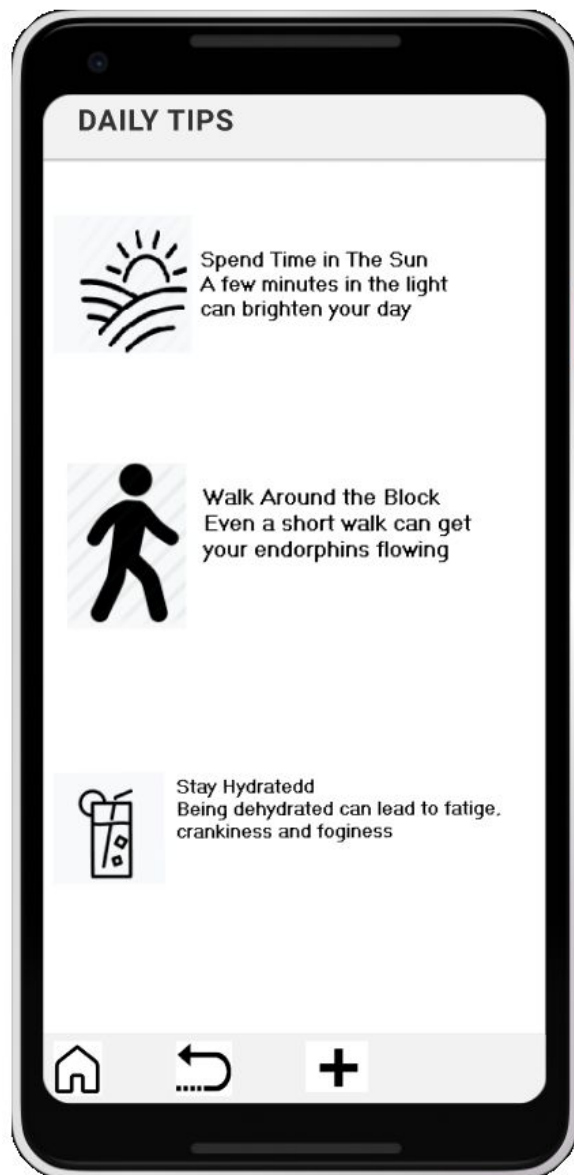 DAILY TIPS
Spend Time in The Sun
A few minutes in the light
can brighten your day
Walk Around the Block
Even a short walk can get
your endorphins flowing
Stay Hydratedd
Being dehydrated can lead to fatige,
crankiness and foginess